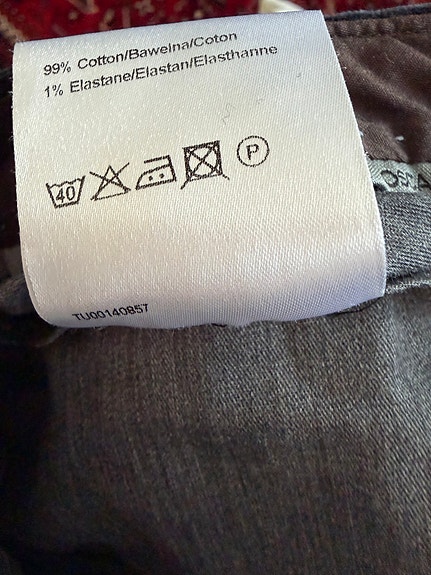 99% Cotton/Bawełna/Coton
1% Elastane/Elastan/Elasthanne
40
P
TU00140857